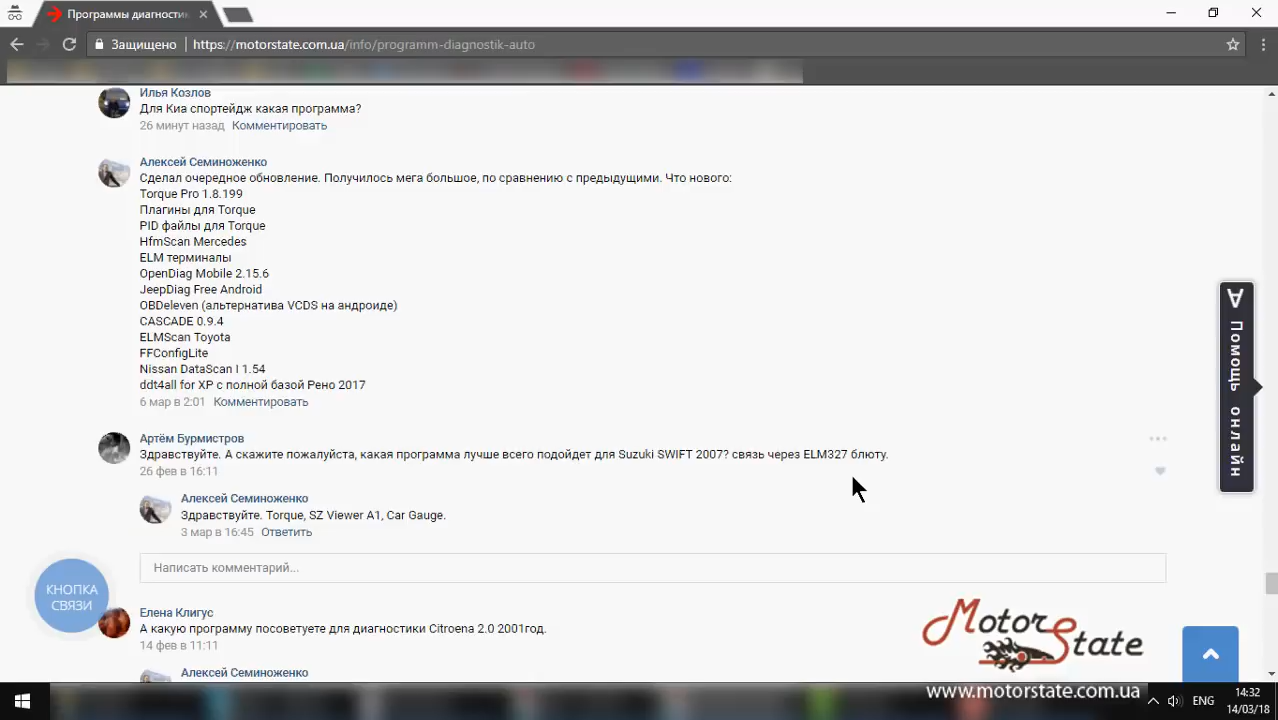 Программы диагностик
Защищено
https://motorstate.com.ua/info/programm-diagnostik-auto
Илья Козлов
Для Киа спортейдж какая программа?
26 минут назад Комментировать
Алексей Семиноженко
Сделал очередное обновление. Получилось мега большое, по сравнению с предыдущими. Что нового:
Torque Pro 1.8.199
Плагины для Torque
PID файлы для Torque
HfmScan Mercedes
ELM терминалы
OpenDiag Mobile 2.15.6
JeepDiag Free Android
OBDeleven (альтернатива VCDS на андроиде)
CASCADE 0.9.4
ELMScan Toyota
FFConfigLite
Nissan DataScan I 1.54
ddt4all for XP с полной базой Рено 2017
6 мар в 2:01 Комментировать
Артём Бурмистров
Здравствуйте. А скажите пожалуйста, какая программа лучше всего подойдет для Suzuki SWIFT 2007? связь через ELM327 блюту.
26 фев в 16:11
Алексей Семиноженко
Здравствуйте. Torque, SZ Viewer A1, Car Gauge.
3 мар в 16:45 Ответить
Написать комментарий...
Елена Клигус
А какую программу посоветуете для диагностики Citroena 2.0 2001год.
14 фев в 11:11
Алексей Семиноженко
КНОПКА
СВЯЗИ
Помощь онлайн
Motor
State
www.motorstate.com.ua
ENG
14:32
14/03/18